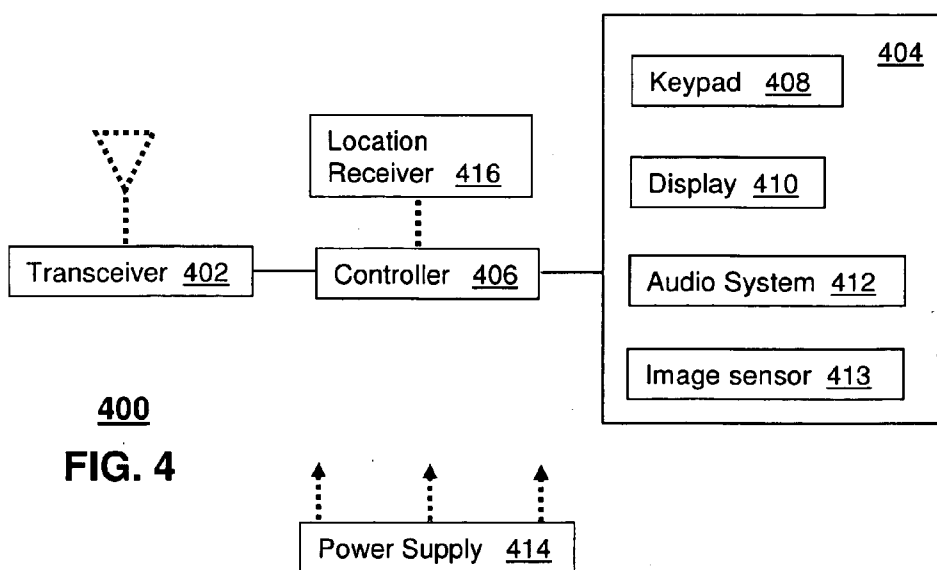 404
Keypad 408
Location
Receiver 416
Display 410
Transceiver 402
Controller 406
Audio System 412
Image sensor 413
400
FIG. 4
Power Supply 414